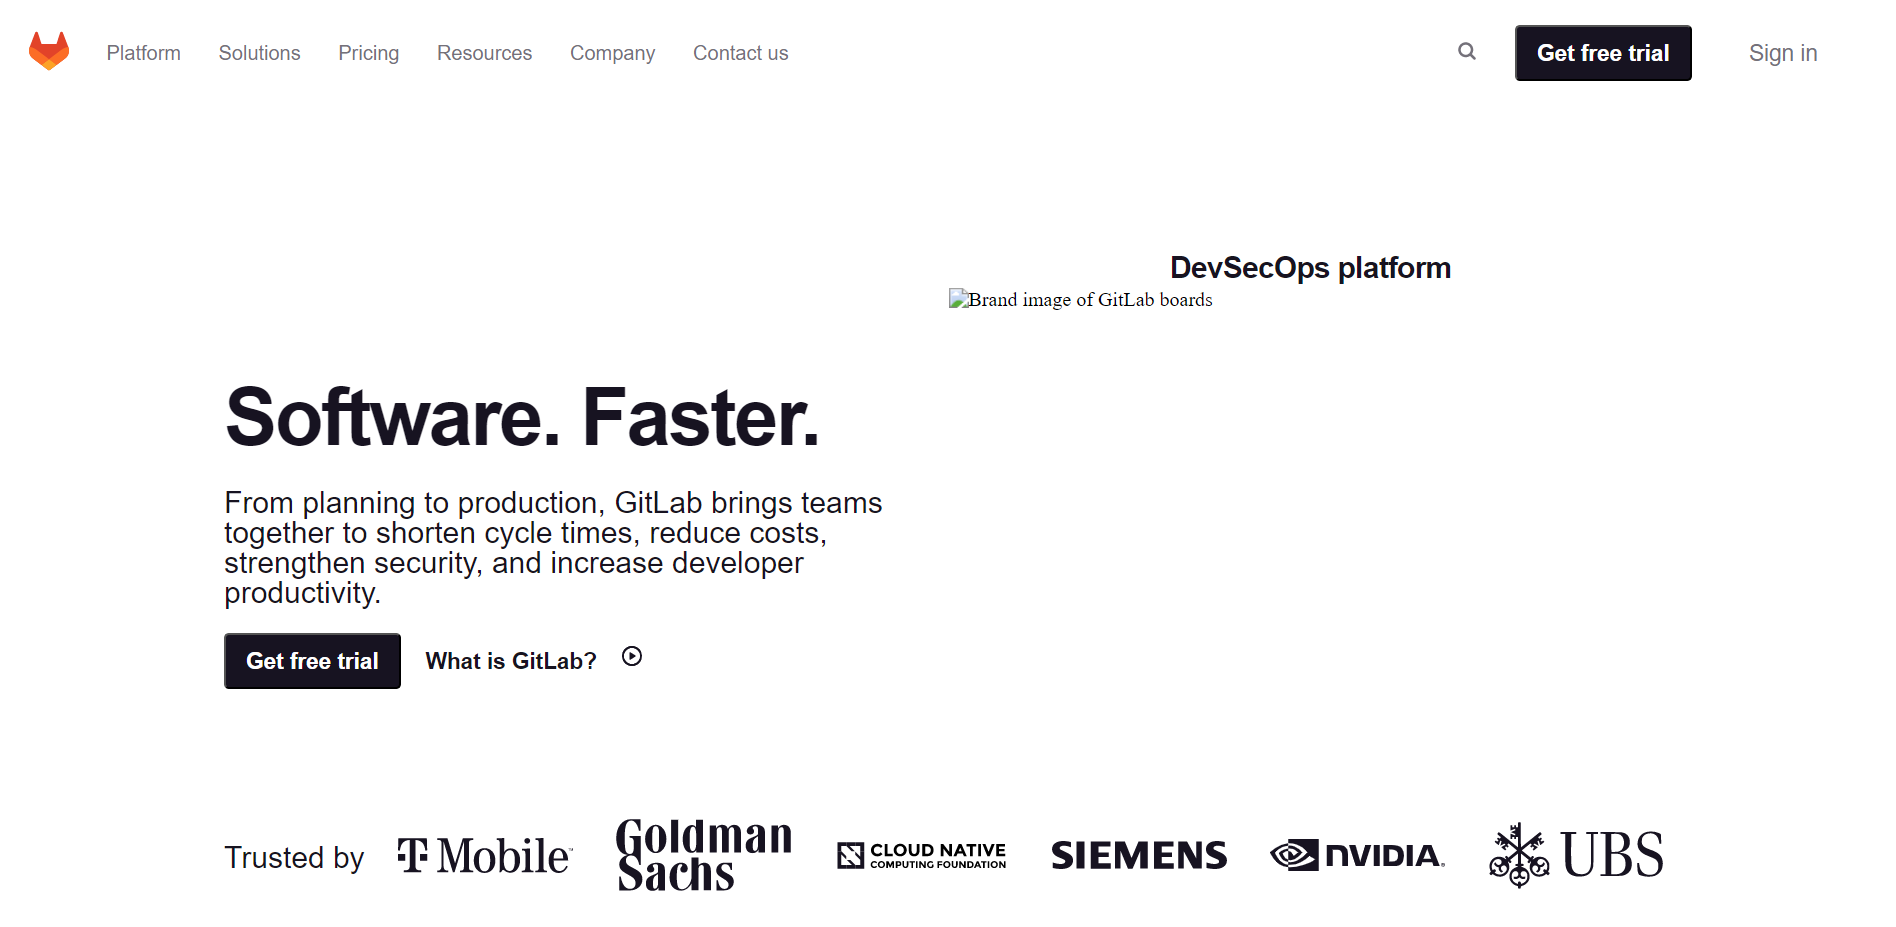 Platform
Solutions
Pricing
Resources
Company
Contact us
Get free trial
Sign in
DevSecOps platform
Brand image of GitLab boards
Software. Faster.
From planning to production, GitLab brings teams
together to shorten cycle times, reduce costs,
strengthen security, and increase developer
productivity.
Get free trial
What is GitLab?
Trusted by
T Mobile™
Goldman
Sachs
CLOUD NATIVE
COMPUTING FOUNDATION
SIEMENS
NVIDIA®
UBS